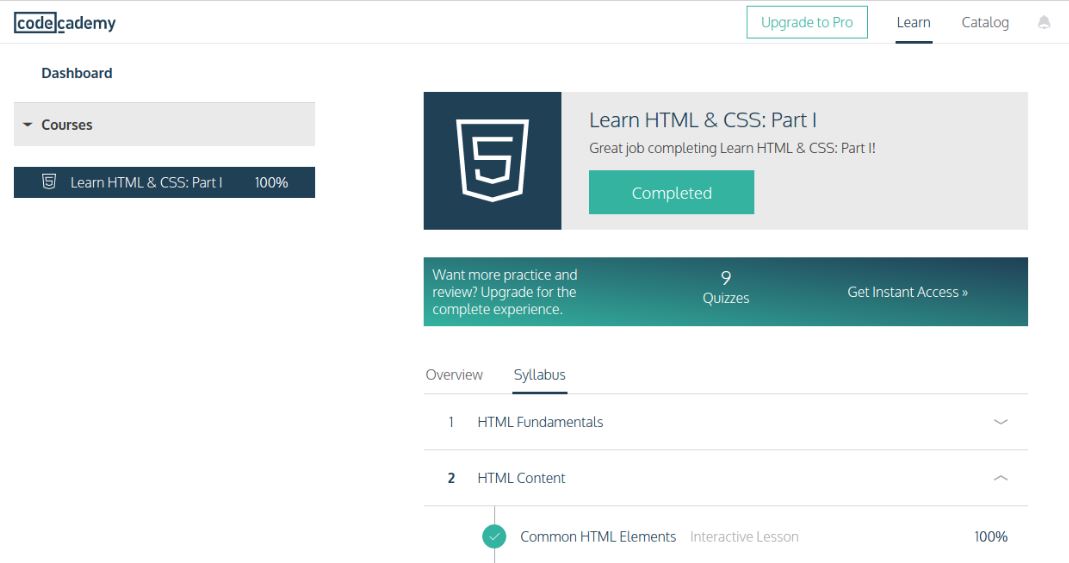 codecademy
Upgrade to Pro
Learn
Catalog
Dashboard
Courses
Learn HTML & CSS: Part I 100%
Learn HTML & CSS: Part I
Great job completing Learn HTML & CSS: Part I!
Completed
Want more practice and
review? Upgrade for the
complete experience.
9
Quizzes
Get Instant Access »
Overview
Syllabus
1 HTML Fundamentals
2 HTML Content
Common HTML Elements Interactive Lesson 100%